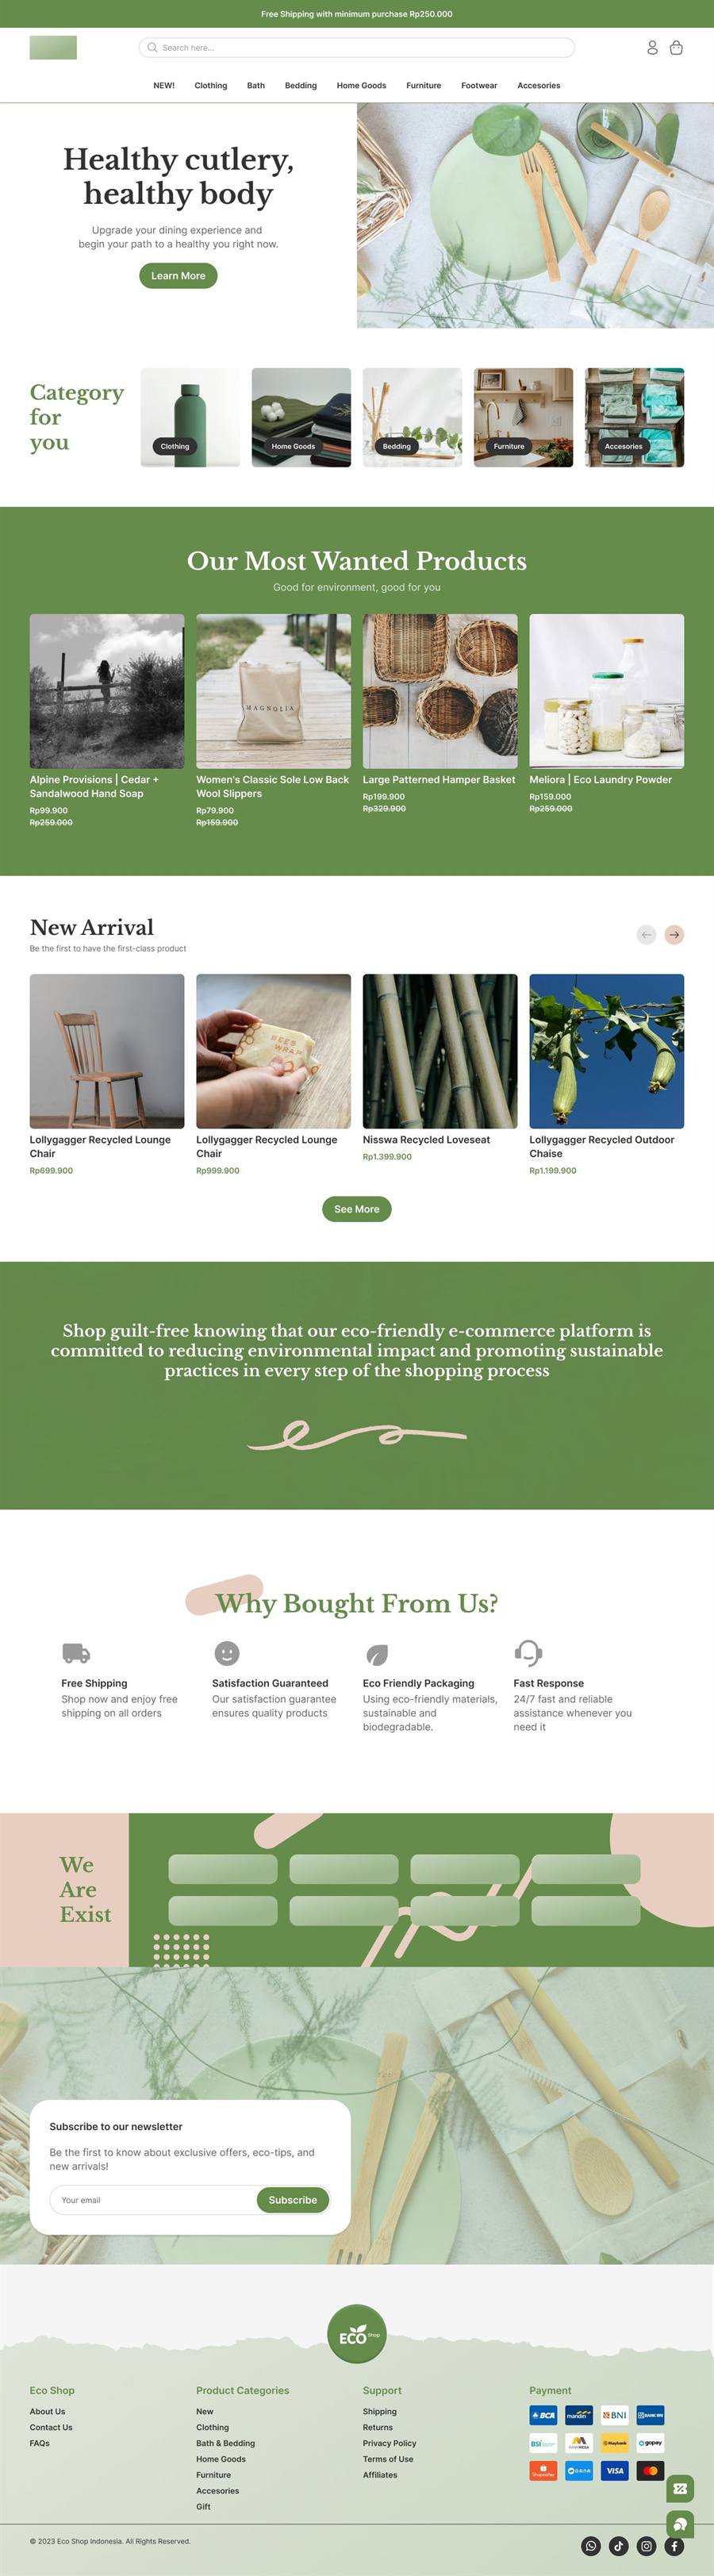 Free Shipping with minimum purchase Rp250.000
Search here...
NEW! Clothing Bath Bedding Home Goods Furniture Footwear Accesories
Healthy cutlery,
healthy body
Upgrade your dining experience and
begin your path to a healthy you right now.
Learn More
Category
for
you
Clothing
Home Goods
Bedding
Furniture
Accesories
Our Most Wanted Products
Good for environment, good for you
MAGNOLIA
Alpine Provisions | Cedar +
Sandalwood Hand Soap
Rp99.900
Rp259.000
Women's Classic Sole Low Back
Wool Slippers
Rp79.900
Rp159.900
Large Patterned Hamper Basket
Rp199.900
Rp329.900
Meliora | Eco Laundry Powder
Rp159.000
Rp259.000
New Arrival
Be the first to have the first-class product
BEES
WRAP
Lollygagger Recycled Lounge
Chair
Rp699.900
Lollygagger Recycled Lounge
Chair
Rp999.900
Nisswa Recycled Loveseat
Rp1.399.900
Lollygagger Recycled Outdoor
Chaise
Rp1.199.900
See More
Shop guilt-free knowing that our eco-friendly e-commerce platform is
committed to reducing environmental impact and promoting sustainable
practices in every step of the shopping process
Why Bought From Us?
Free Shipping
Shop now and enjoy free
shipping on all orders
Satisfaction Guaranteed
Our satisfaction guarantee
ensures quality products
Eco Friendly Packaging
Using eco-friendly materials,
sustainable and
biodegradable.
Fast Response
24/7 fast and reliable
assistance whenever you
need it
We
Are
Exist
Subscribe to our newsletter
Be the first to know about exclusive offers, eco-tips, and
new arrivals!
Your email
Subscribe
ECO Shop
Eco Shop
About Us
Contact Us
FAQs
Product Categories
New
Clothing
Bath & Bedding
Home Goods
Furniture
Accesories
Gift
Support
Shipping
Returns
Privacy Policy
Terms of Use
Affiliates
Payment
BCA
mandiri
BNI
BANK BRI
BSI
Maybank
gopay
ShopeePay
DANA
VISA
© 2023 Eco Shop Indonesia. All Rights Reserved.